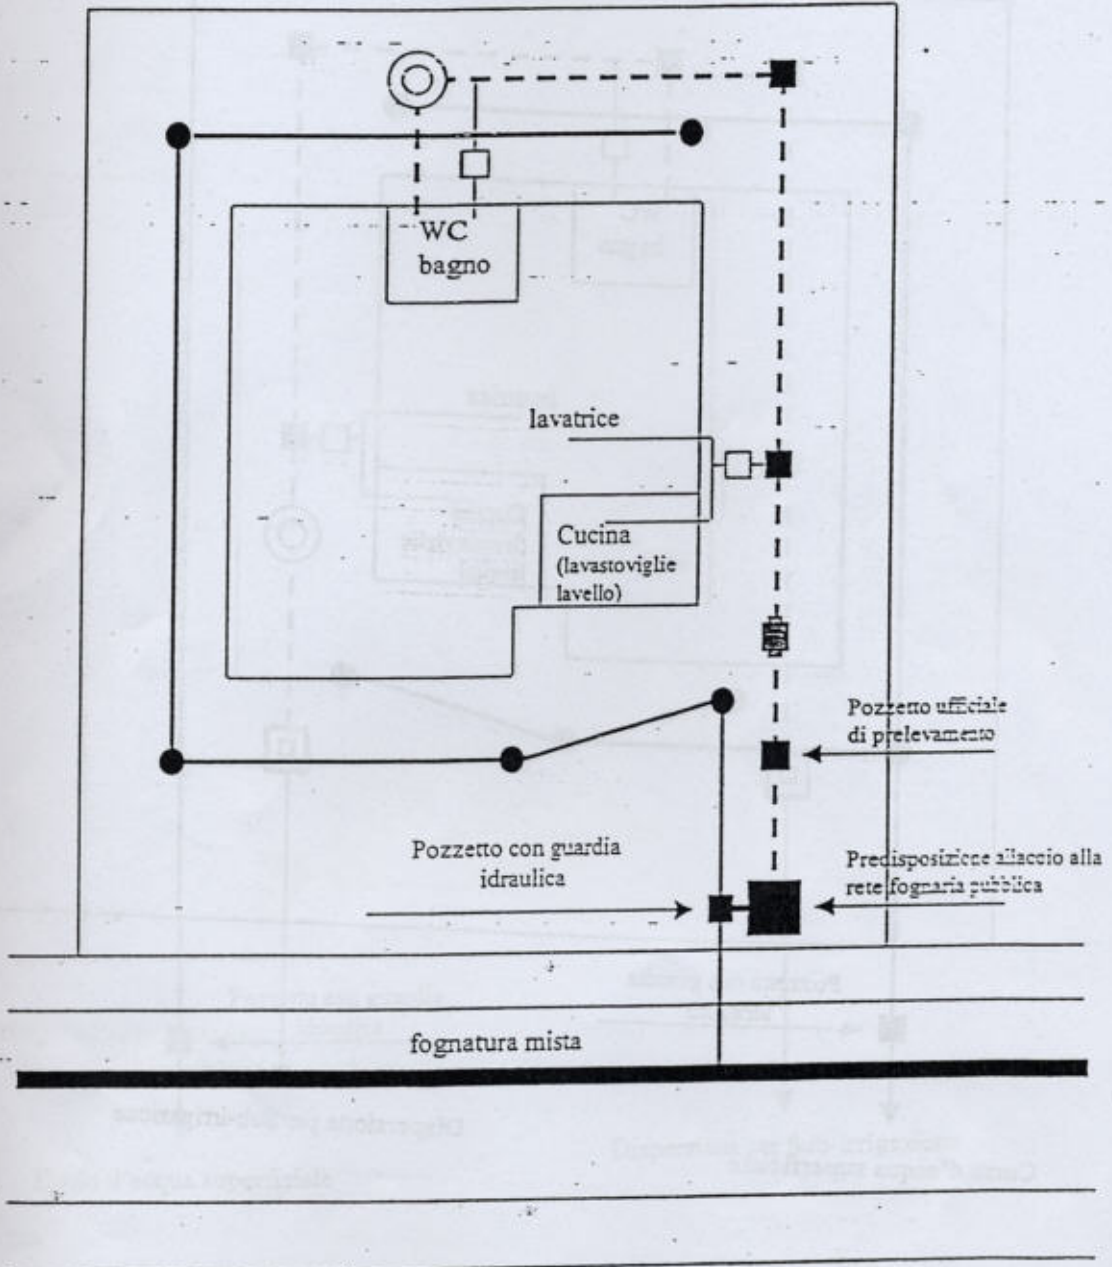 WC
bagno
lavatrice
Cucina
(lavastoviglie
lavello)
Pozzetto ufficiale
di prelevamento
Pozzetto con guardia
idraulica
Predisposizione allaccio alla
rete fognaria pubblica
fognatura mista